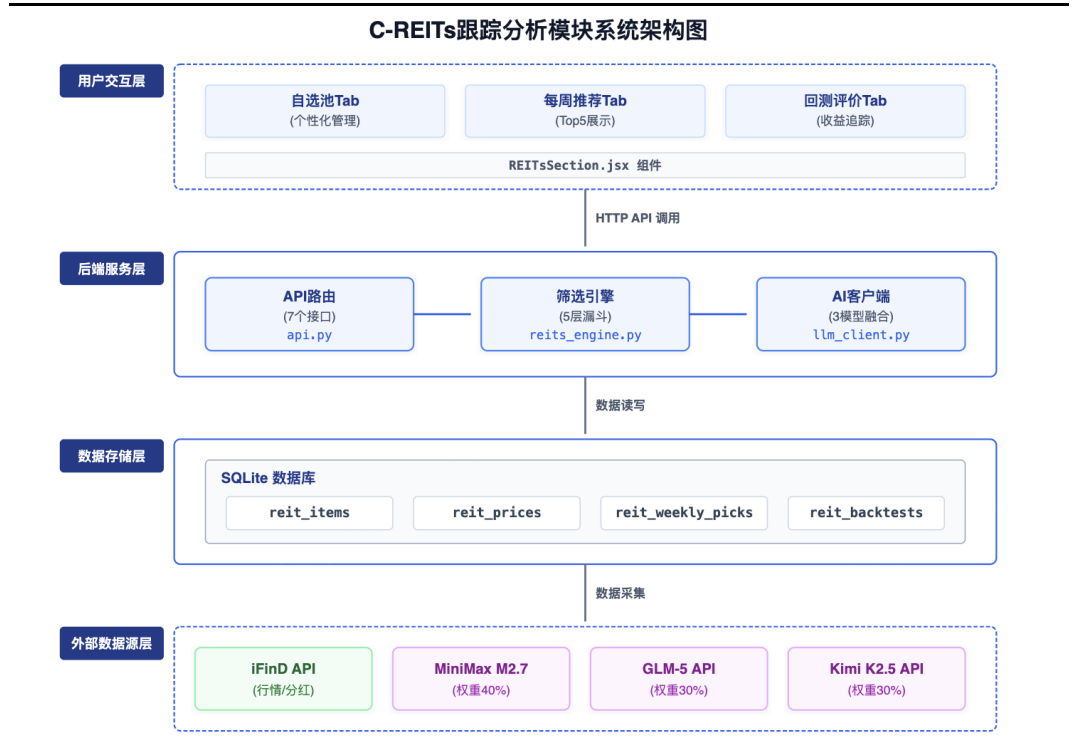 C-REITs跟踪分析模块系统架构图
用户交互层
自选池Tab
(个性化管理)
每周推荐Tab
(Top5展示)
回测评价Tab
(收益追踪)
REITsSection.jsx 组件
HTTP API 调用
后端服务层
API路由
(7个接口)
api.py
筛选引擎
(5层漏斗)
reits_engine.py
AI客户端
(3模型融合)
llm_client.py
数据读写
数据存储层
SQLite 数据库
reit_items
reit_prices
reit_weekly_picks
reit_backtests
数据采集
外部数据源层
iFinD API
(行情/分红)
MiniMax M2.7
(权重40%)
GLM-5 API
(权重30%)
Kimi K2.5 API
(权重30%)